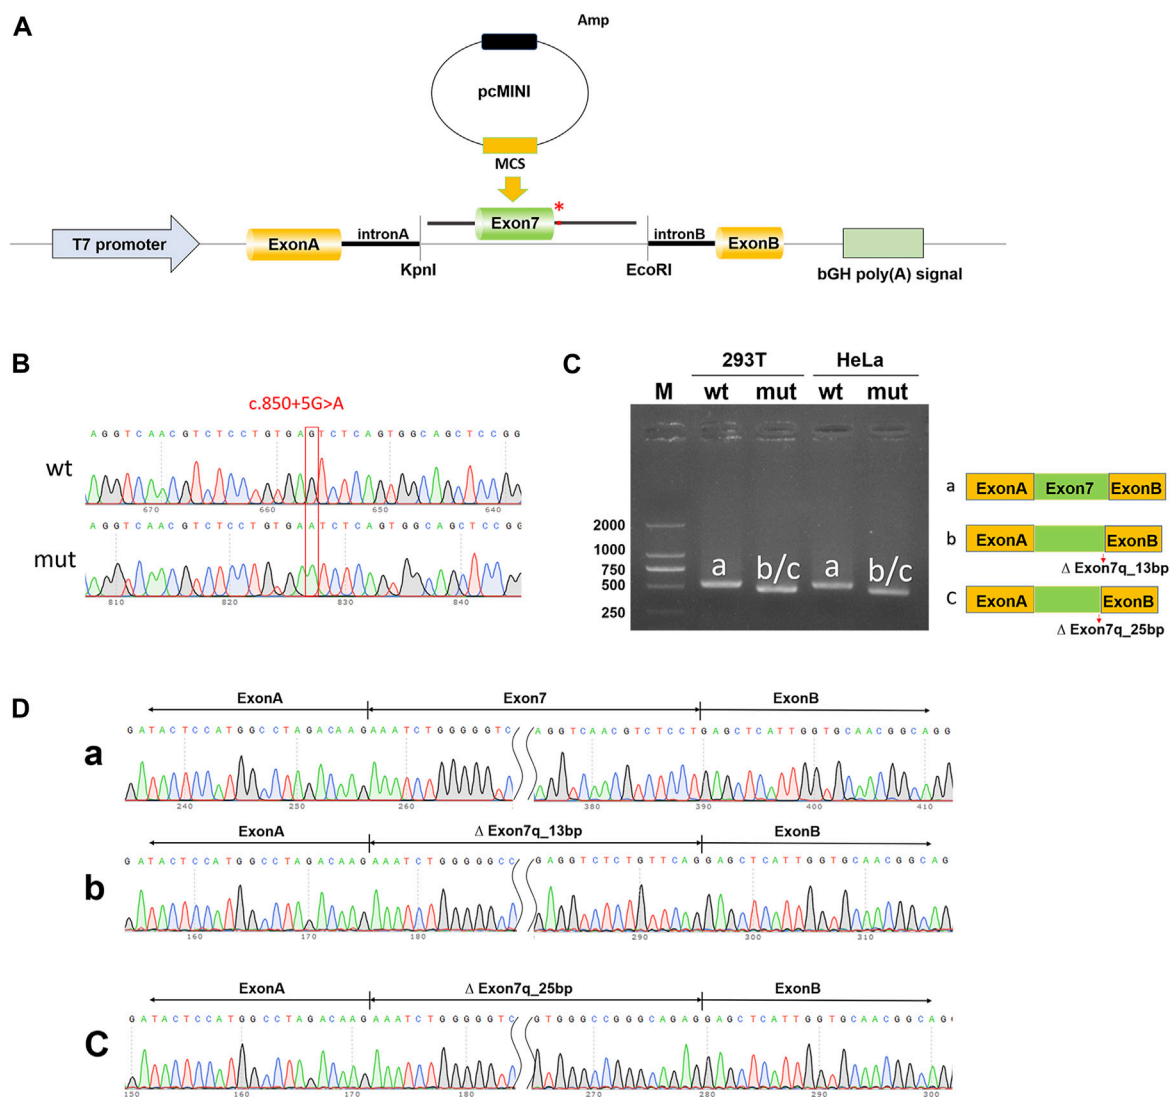 A
Amp
pcMINI
MCS
*
T7 promoter
ExonA
intronA
Exon7
intronB
ExonB
KpnI
EcoRI
bGH poly(A) signal
B
c.850+5G>A
AGGTCAACGTCTCCTGTGAGTCTCAGTGGCAGCTCCGG
wt
670 660 650 640
AGGTCAACGTCTCCTGTGAATCTCAGTGGCAGCTCCGG
mut
810 820 830 840
C
293T HeLa
M wt mut wt mut
2000
1000
750
500
250
a b/c a b/c
a ExonA Exon7 ExonB
b ExonA ExonB
Δ Exon7q_13bp
C ExonA ExonB
Δ Exon7q_25bp
D
ExonA Exon7 ExonB
GATACTCCATGGCCTAGACAAGAAATCTGGGGGTC AGGTCAACGTCTCCTGAGCTCATTGGTGCAACGGCAGG
a
240 250 260 380 390 400 410
ExonA Δ Exon7q_13bp ExonB
GATACTCCATGGCCTAGACAAGAAATCTGGGGGCC GAGGTCTCTGTTCAGGAGCTCATTGGTGCAACGGCAG
b
160 170 180 290 300 310
ExonA Δ Exon7q_25bp ExonB
GATACTCCATGGCCTAGACAAGAAATCTGGGGGTC GTGGGCCGGGCAGAGGAGCTCATTGGTGCAACGGCAG
C
150 160 170 180 270 280 290 300